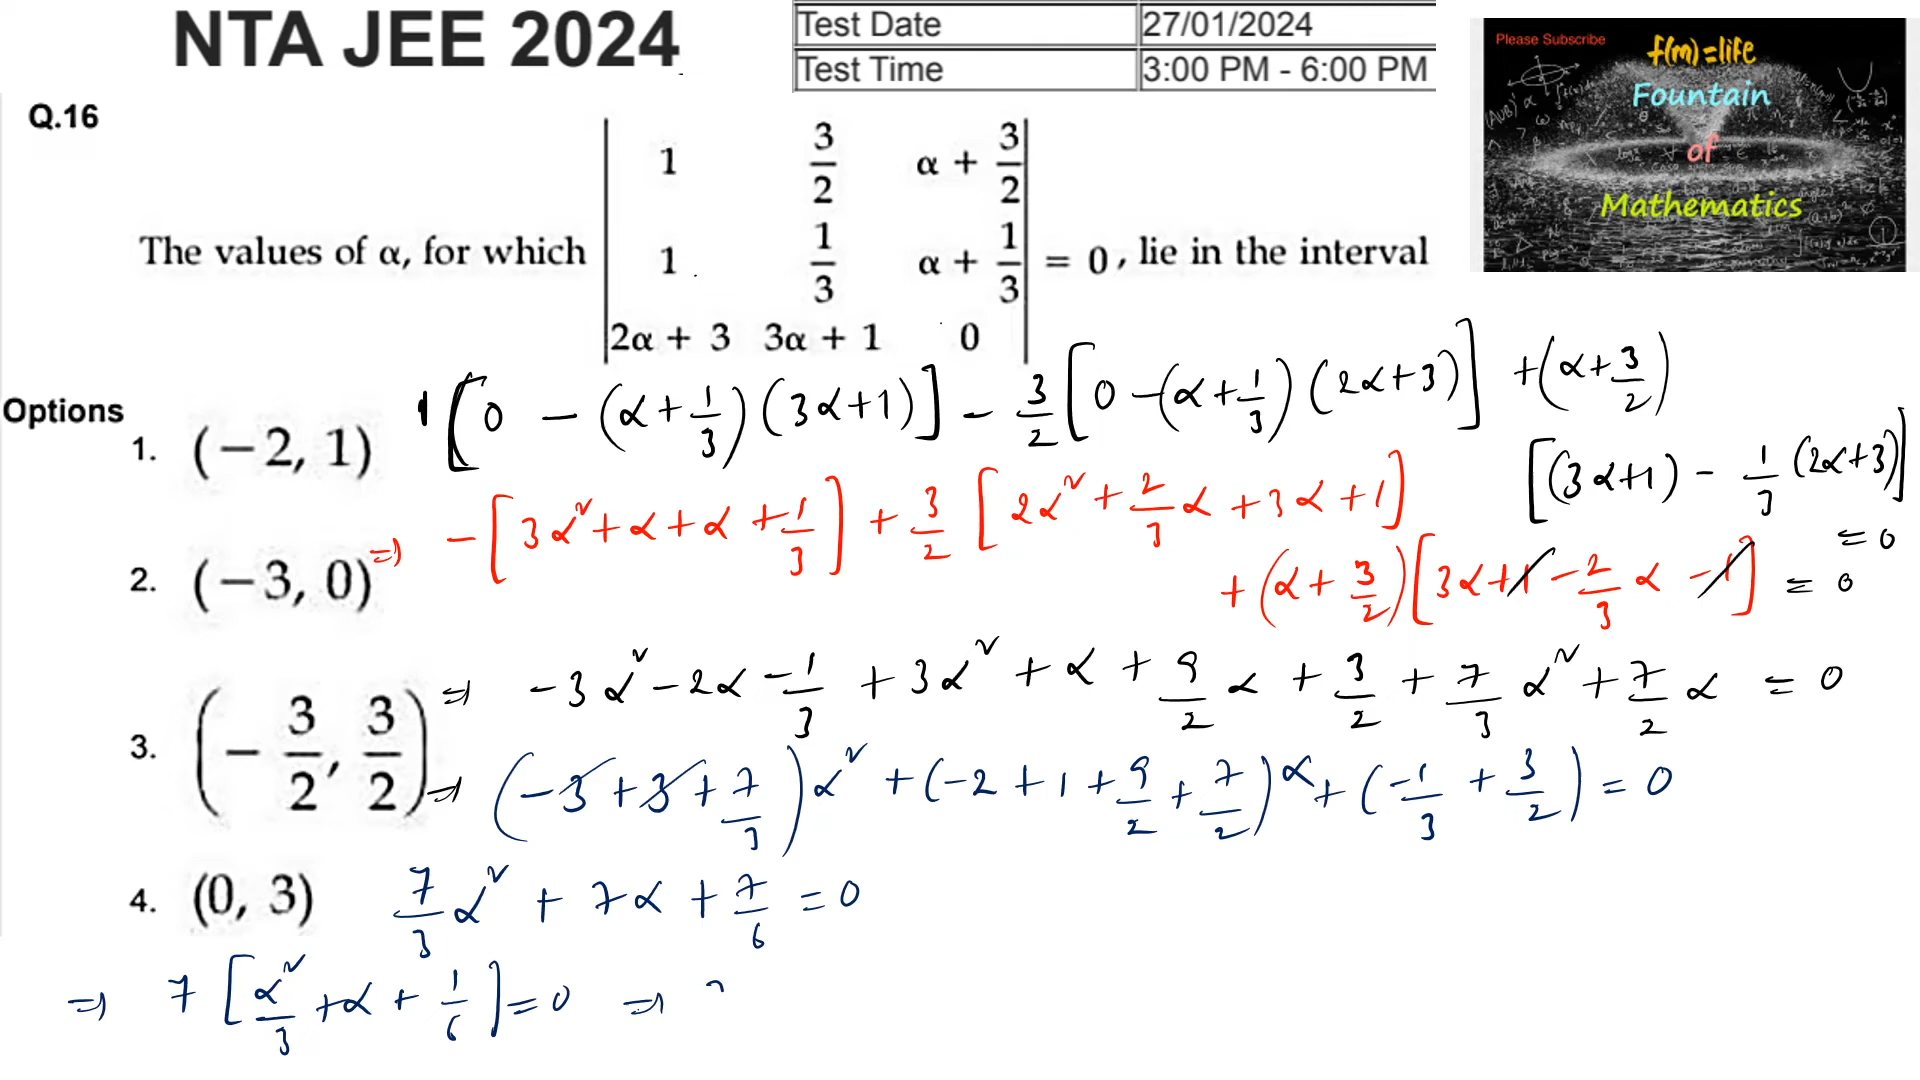 NTA JEE 2024
Test Date 27/01/2024
Test Time 3:00 PM - 6:00 PM
Please Subscribe
f(m)=life
Fountain
of
Mathematics
Q.16
The values of α, for which | 1 3/2 α + 3/2 |
| 1 1/3 α + 1/3 | = 0, lie in the interval
| 2α + 3 3α + 1 0 |
Options
1. (−2, 1)
2. (−3, 0)
3. (−3/2, 3/2)
4. (0, 3)
1[0 − (α+1/3)(3α+1)] − 3/2[0−(α+1/3)(2α+3)] +(α+3/2)
[(3α+1) − 1/3(2α+3)]
=0
⇒ −[3α²+α+α+1/3] + 3/2[2α²+2/3α+3α+1]
+(α+3/2)[3α+1−2/3α−1] = 0
⇒ −3α²−2α−1/3+3α²+α+9/2α+3/2+7/3α²+7/2α = 0
⇒ (−3+3+7/3)α²+(−2+1+9/2+7/2)α+(−1/3+3/2)=0
7/3α² + 7α + 7/6 = 0
⇒ 7[α²/3+α+1/6]=0 ⇒